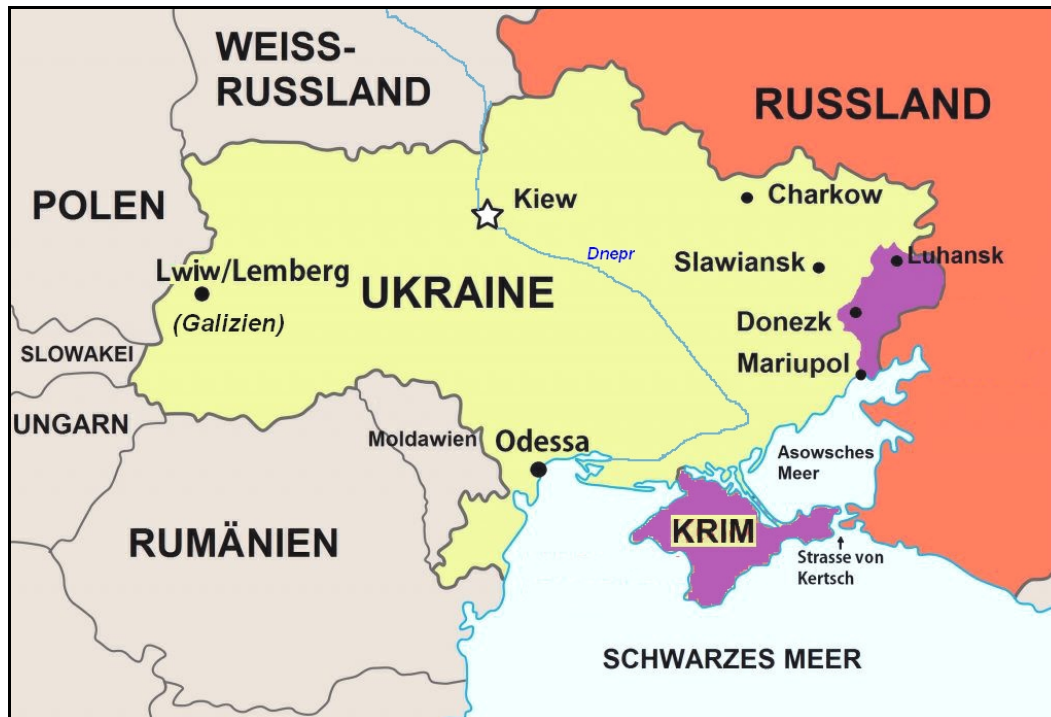 WEISS-
RUSSLAND
RUSSLAND
POLEN
Kiew
Charkow
Dnepr
Slawiansk
Luhansk
Lwiw/Lemberg
UKRAINE
(Galizien)
Donezk
SLOWAKEI
Mariupol
UNGARN
Moldawien
Odessa
Asowsches
Meer
RUMÄNIEN
KRIM
Strasse von
Kertsch
SCHWARZES MEER